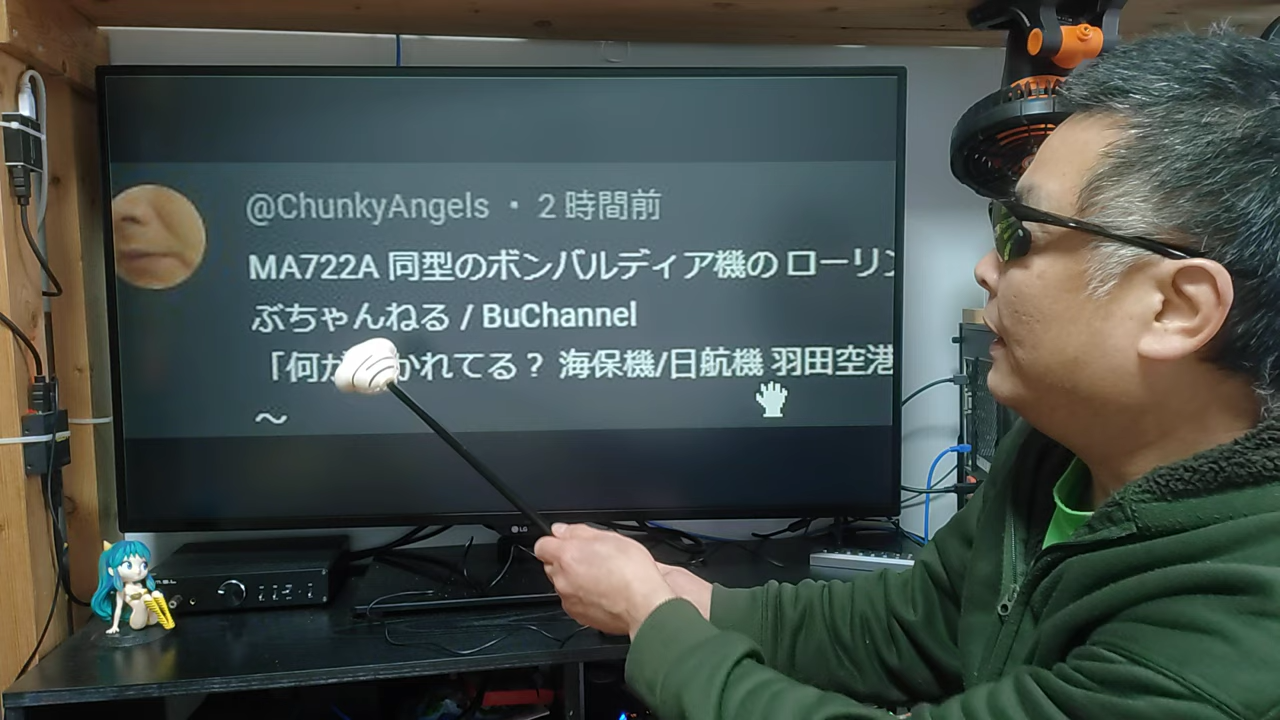 @ChunkyAngels ・ 2 時間前
MA722A 同型のボンバルディア機の ローリン
ぶちゃんねる / BuChannel
「何が かれてる？ 海保機/日航機 羽田空港
～
LG